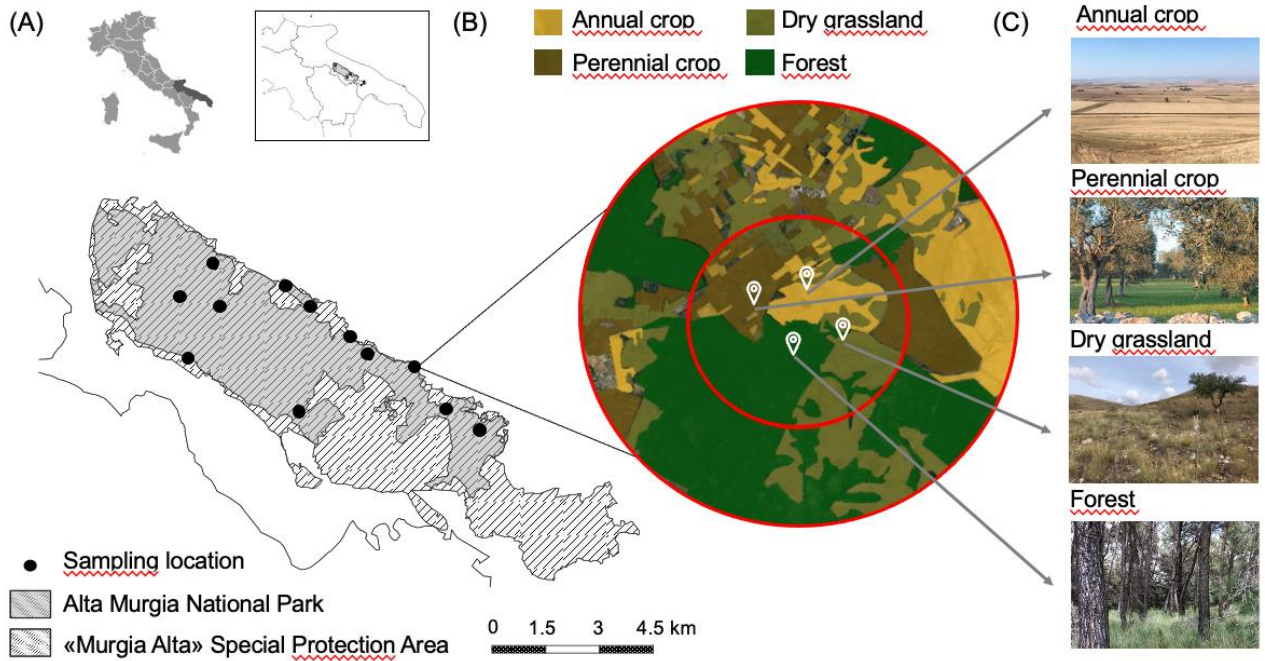 (A)
(B)
Annual crop
Dry grassland
Perennial crop
Forest
(C)
Annual crop
Perennial crop
Dry grassland
Forest
Sampling location
Alta Murgia National Park
«Murgia Alta» Special Protection Area
0 1.5 3 4.5 km